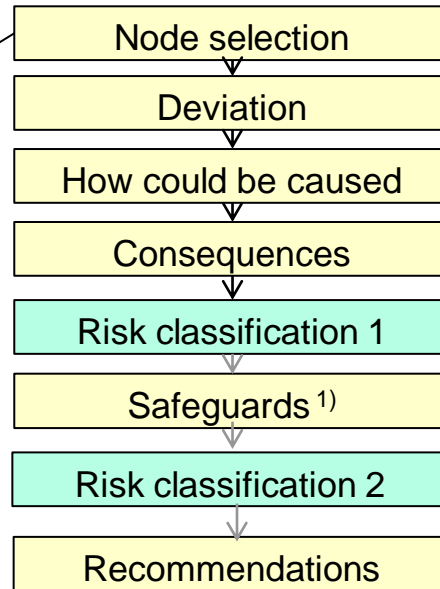 Node selection
Deviation
How could be caused
Consequences
Risk classification 1
Safeguards 1)
Risk classification 2
Recommendations